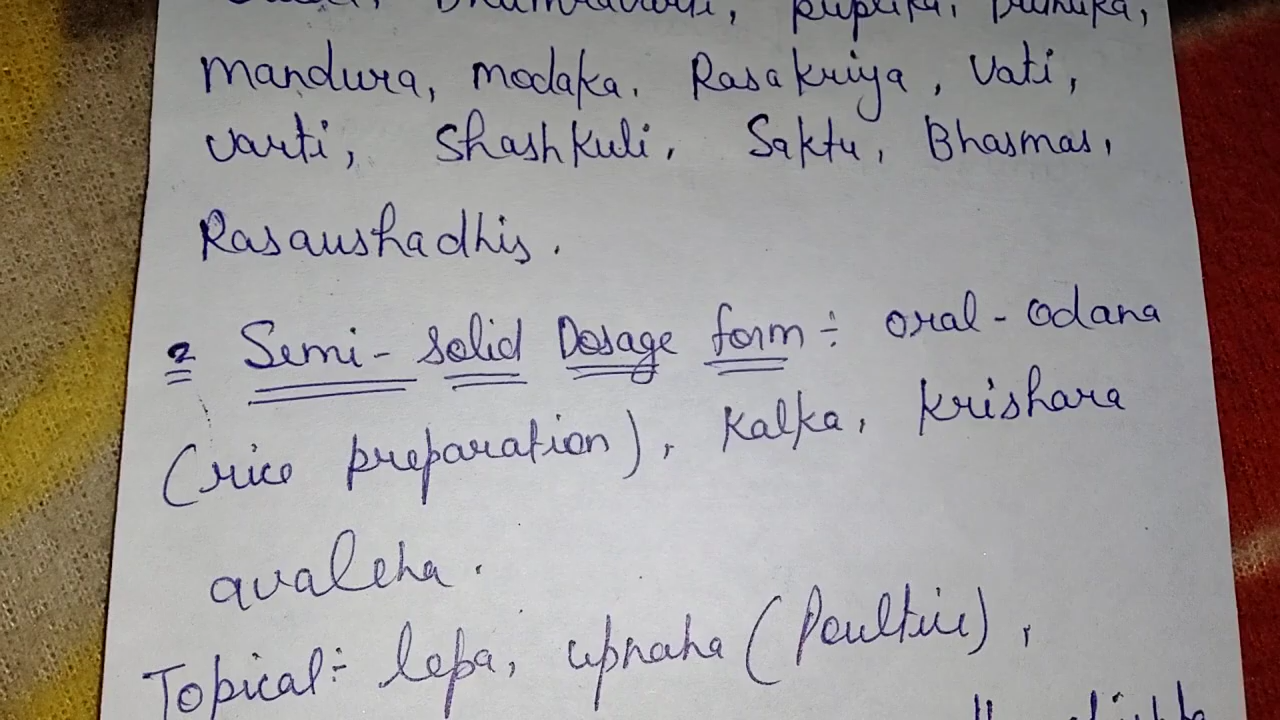 Mandura, Modaka, Rasakriya, Vati,
Varti, Shashkuli, Saktu, Bhasmas,
Rasaushadhis.
2 Semi-solid Dosage form ÷ oral - Odana
(rice preparation), Kalka, Krishara
avaleha.
Topical÷ lepa, upnaha (Poultice),